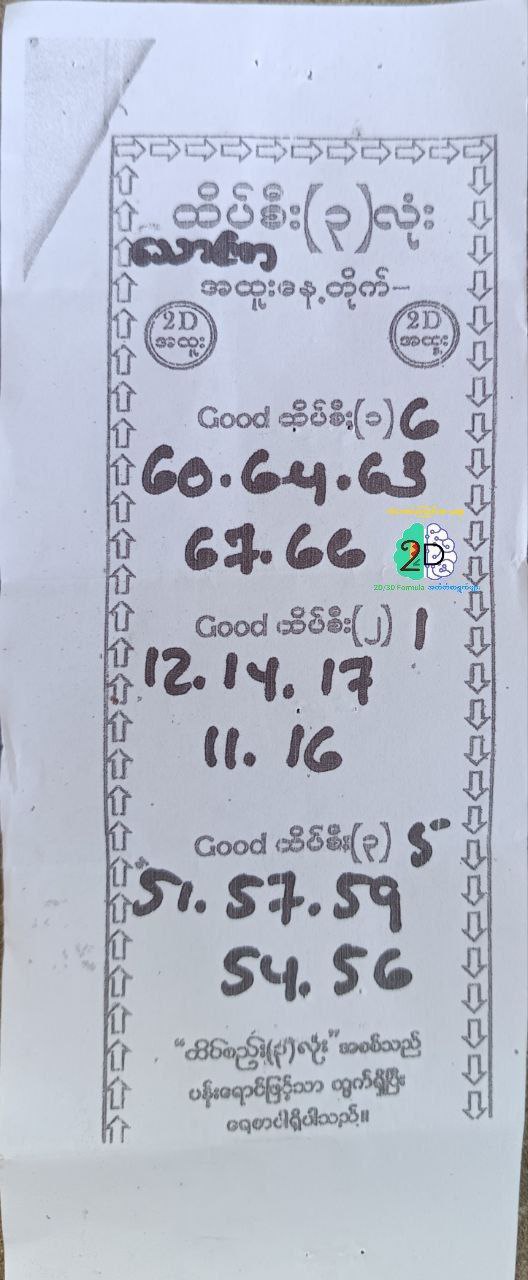 ထိပ်စီး(၃)လုံး
သောကြာ
အထူးနေ့တိုက်-
2D
အထူး
2D
အထူး
Good ထိပ်စီး(၁) 6
60. 64. 63
67. 66
2D
2D/3D Formula
Good ထိပ်စီး(၂) 1
12. 14. 17
11. 16
Good ထိပ်စီး(၃) 5
51. 57. 59
54. 56
"ထိပ်စည်း(၃)လုံး" အစစ်သည်
ပန်းရောင်ဖြင့်သာ ထွက်ရှိပြီး
ရေစာပါရှိပါသည်။